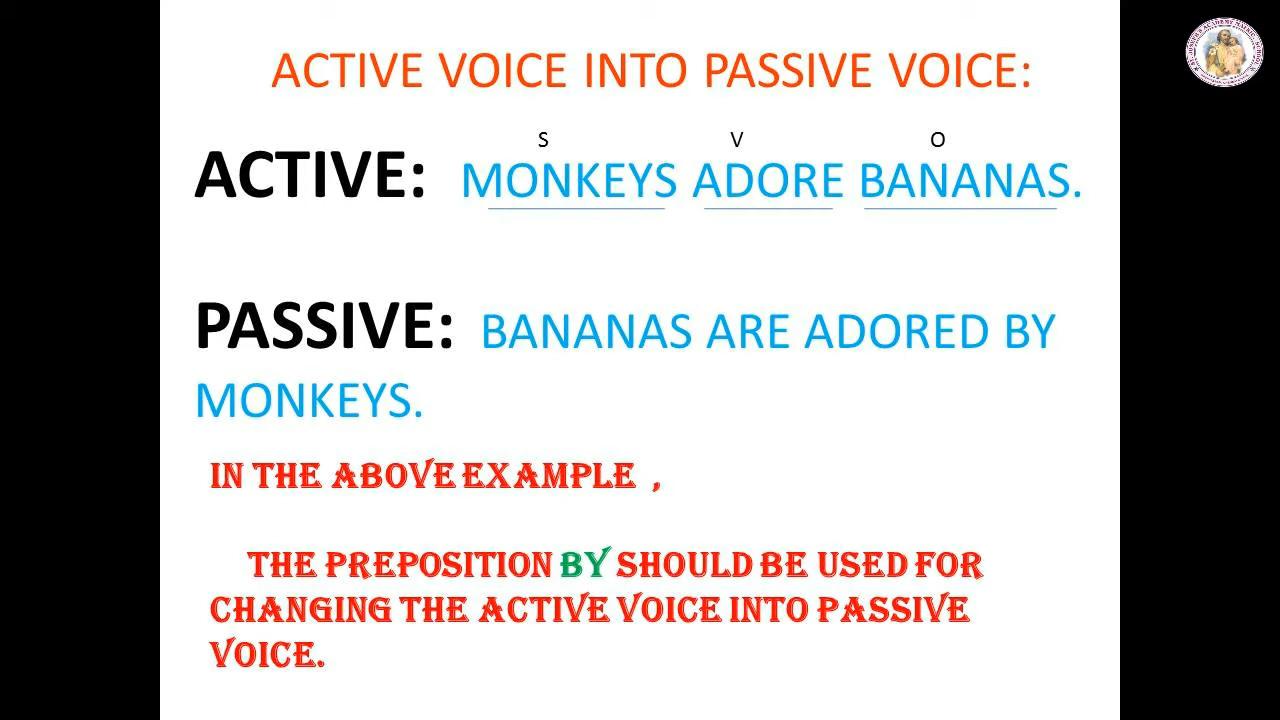 ACTIVE VOICE INTO PASSIVE VOICE:
S V O
ACTIVE: MONKEYS ADORE BANANAS.
PASSIVE: BANANAS ARE ADORED BY
MONKEYS.
IN THE ABOVE EXAMPLE ,
THE PREPOSITION BY SHOULD BE USED FOR
CHANGING THE ACTIVE VOICE INTO PASSIVE
VOICE.